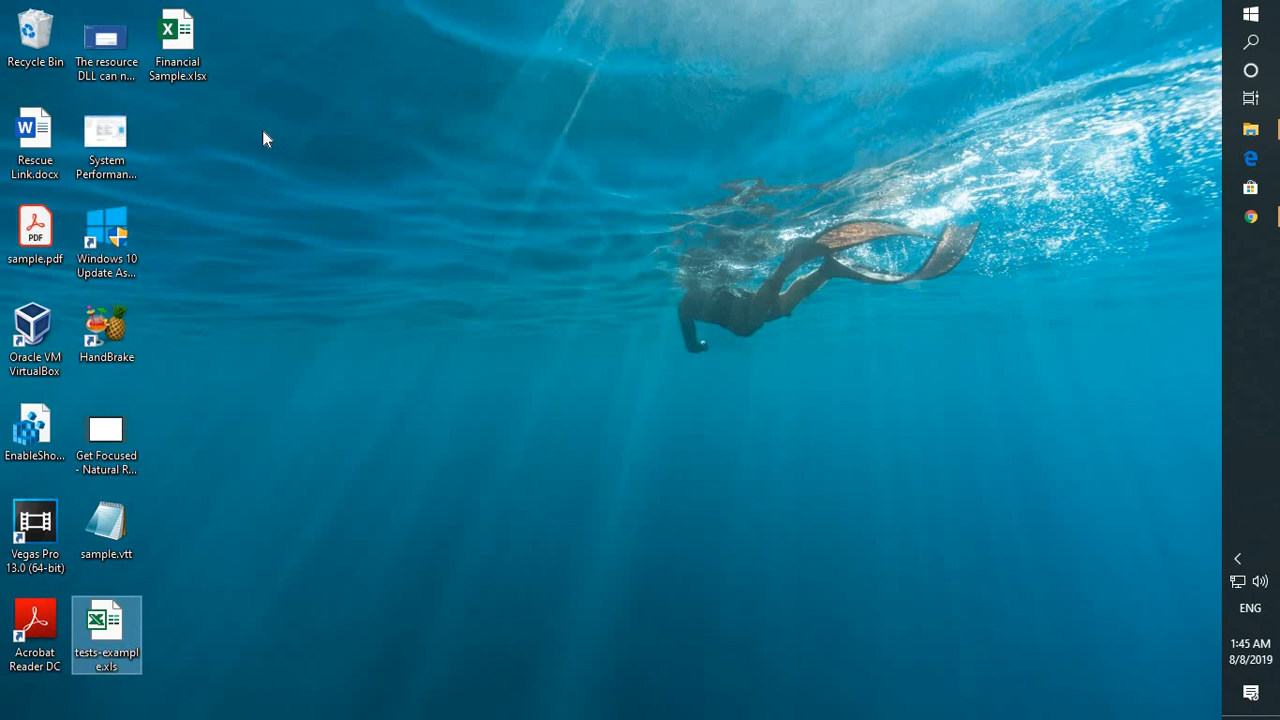 Recycle Bin
The resource
DLL can n...
Financial
Sample.xlsx
Rescue
Link.docx
System
Performan...
sample.pdf
Windows 10
Update As...
Oracle VM
VirtualBox
HandBrake
EnableSho...
Get Focused
- Natural R...
Vegas Pro
13.0 (64-bit)
sample.vtt
Acrobat
Reader DC
tests-exampl
e.xls
PDF
ENG
1:45 AM
8/8/2019